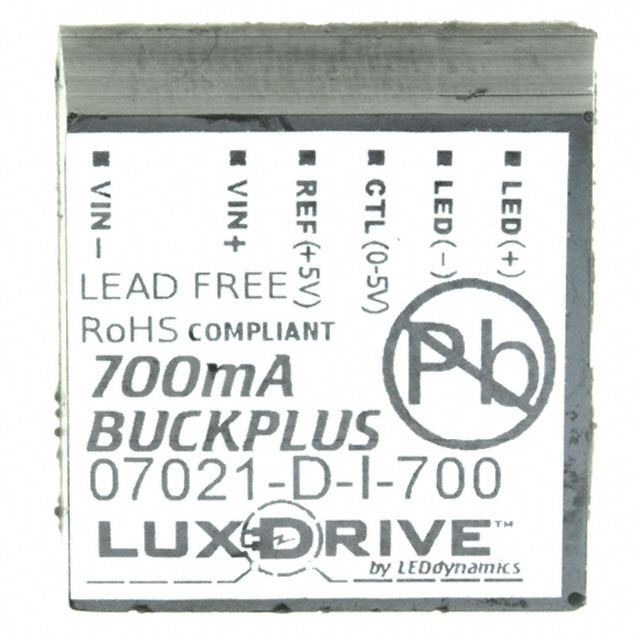 VIN−
VIN+
REF(+5V)
CTL(0-5V)
LED(−)
LED(+)
LEAD FREE
RoHS COMPLIANT
Pb
700mA
BUCKPLUS
07021-D-I-700
LUXDRIVE™
by LEDdynamics